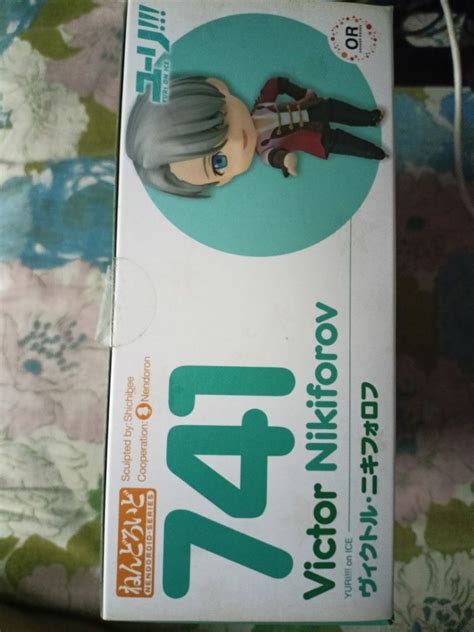 ユーリ!!!
YURI ON ICE
OR
Sculpted by: Shichibee
Cooperation: Nendoron
ねんどろいど
NENDOROID-SERIES
741
Victor Nikiforov
YURI!!! on ICE
ヴィクトル・ニキフォロフ